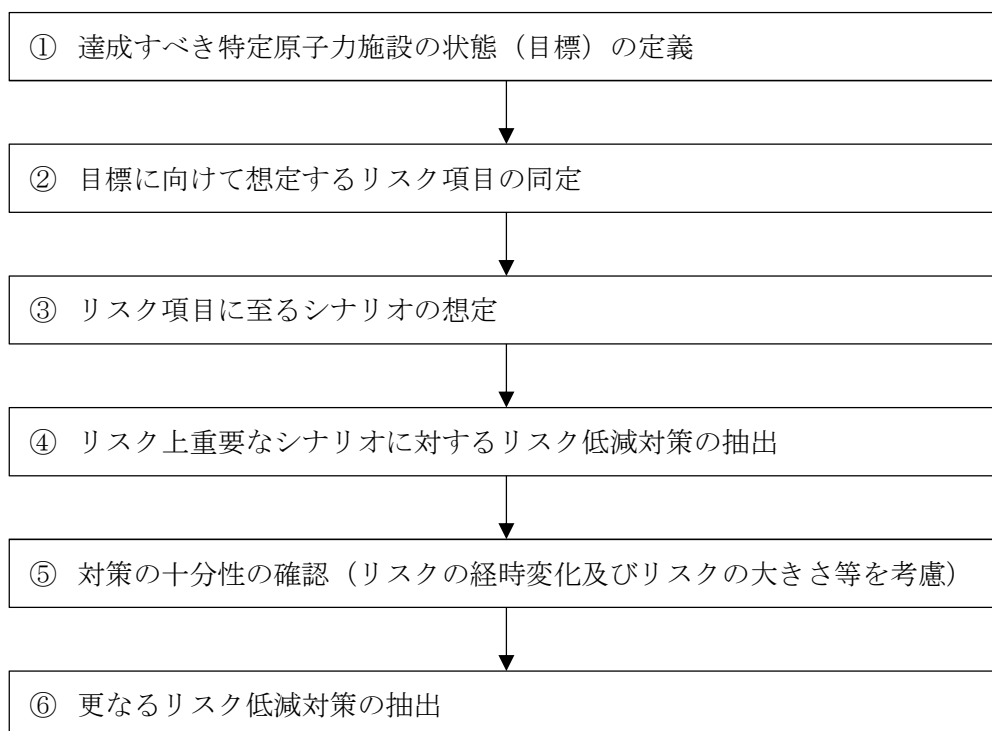 ① 達成すべき特定原子力施設の状態（目標）の定義
② 目標に向けて想定するリスク項目の同定
③ リスク項目に至るシナリオの想定
④ リスク上重要なシナリオに対するリスク低減対策の抽出
⑤ 対策の十分性の確認（リスクの経時変化及びリスクの大きさ等を考慮）
⑥ 更なるリスク低減対策の抽出